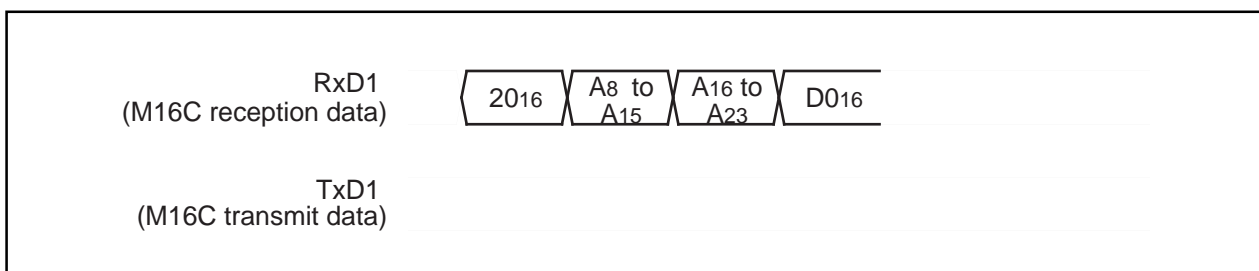 RxD1
(M16C reception data)
2016
A8 to
A15
A16 to
A23
D016
TxD1
(M16C transmit data)